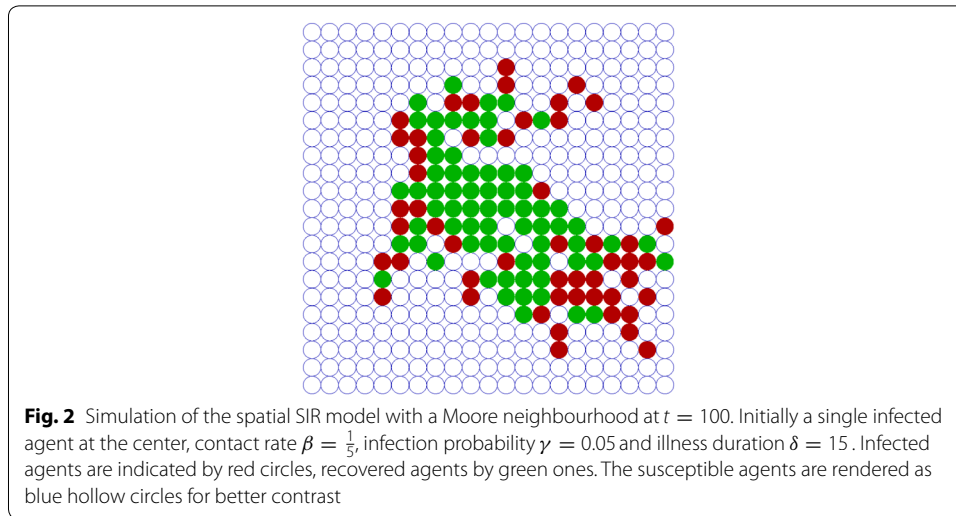 Fig. 2 Simulation of the spatial SIR model with a Moore neighbourhood at t = 100. Initially a single infected
agent at the center, contact rate β = 1/5, infection probability γ = 0.05 and illness duration δ = 15 . Infected
agents are indicated by red circles, recovered agents by green ones. The susceptible agents are rendered as
blue hollow circles for better contrast